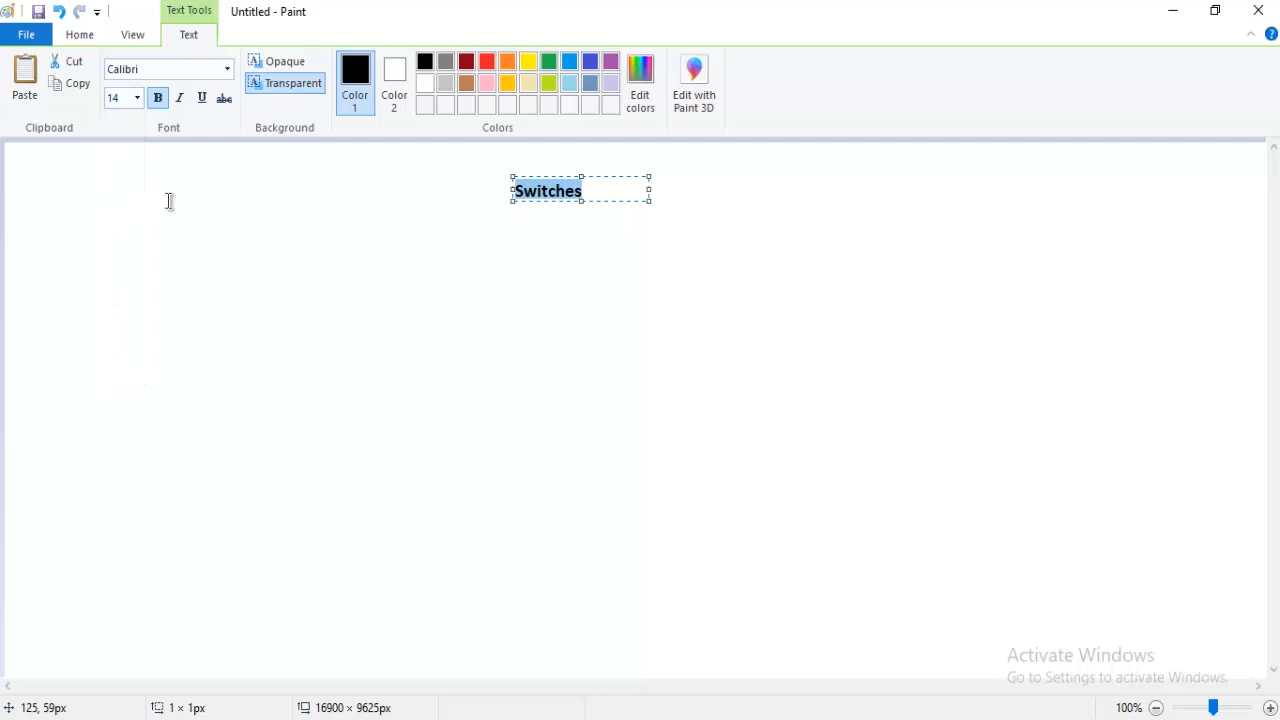 Text Tools
Untitled - Paint
File
Home
View
Text
Paste
Cut
Copy
Clipboard
Calibri
14
B
I
U
abc
Font
A Opaque
A Transparent
Background
Color
1
Color
2
Edit
colors
Colors
Edit with
Paint 3D
Switches
Activate Windows
Go to Settings to activate Windows.
125, 59px
1 × 1px
16900 × 9625px
100%